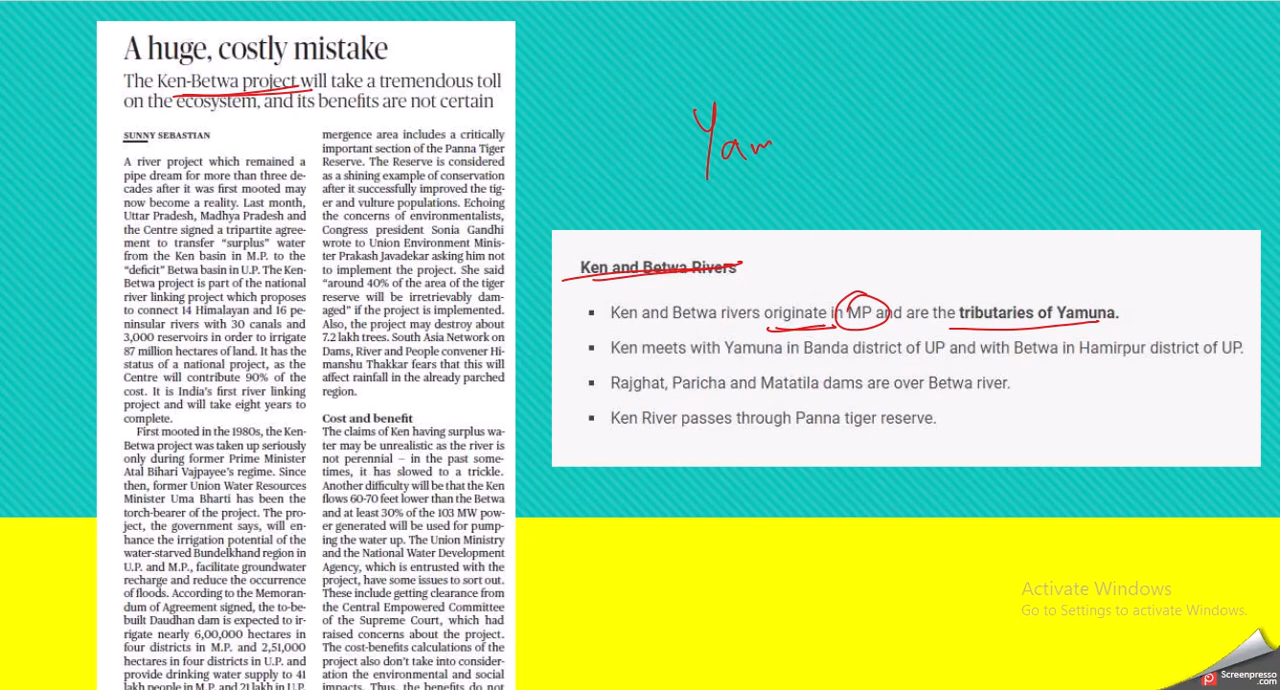 A huge, costly mistake
The Ken-Betwa project will take a tremendous toll
on the ecosystem, and its benefits are not certain
SUNNY SEBASTIAN
A river project which remained a
pipe dream for more than three de-
cades after it was first mooted may
now become a reality. Last month,
Uttar Pradesh, Madhya Pradesh and
the Centre signed a tripartite agree-
ment to transfer “surplus” water
from the Ken basin in M.P. to the
“deficit” Betwa basin in U.P. The Ken-
Betwa project is part of the national
river linking project which proposes
to connect 14 Himalayan and 16 pe-
ninsular rivers with 30 canals and
3,000 reservoirs in order to irrigate
87 million hectares of land. It has the
status of a national project, as the
Centre will contribute 90% of the
cost. It is India’s first river linking
project and will take eight years to
complete.
First mooted in the 1980s, the Ken-
Betwa project was taken up seriously
only during former Prime Minister
Atal Bihari Vajpayee’s regime. Since
then, former Union Water Resources
Minister Uma Bharti has been the
torch-bearer of the project. The pro-
ject, the government says, will en-
hance the irrigation potential of the
water-starved Bundelkhand region in
U.P. and M.P., facilitate groundwater
recharge and reduce the occurrence
of floods. According to the Memoran-
dum of Agreement signed, the to-be-
built Daudhan dam is expected to ir-
rigate nearly 6,00,000 hectares in
four districts in M.P. and 2,51,000
hectares in four districts in U.P. and
provide drinking water supply to 41
lakh people in M.P. and 21 lakh in U.P.
mergence area includes a critically
important section of the Panna Tiger
Reserve. The Reserve is considered
as a shining example of conservation
after it successfully improved the tig-
er and vulture populations. Echoing
the concerns of environmentalists,
Congress president Sonia Gandhi
wrote to Union Environment Minis-
ter Prakash Javadekar asking him not
to implement the project. She said
“around 40% of the area of the tiger
reserve will be irretrievably dam-
aged” if the project is implemented.
Also, the project may destroy about
7.2 lakh trees. South Asia Network on
Dams, River and People convener Hi-
manshu Thakkar fears that this will
affect rainfall in the already parched
region.
Cost and benefit
The claims of Ken having surplus wa-
ter may be unrealistic as the river is
not perennial – in the past some-
times, it has slowed to a trickle.
Another difficulty will be that the Ken
flows 60-70 feet lower than the Betwa
and at least 30% of the 103 MW pow-
er generated will be used for pump-
ing the water up. The Union Ministry
and the National Water Development
Agency, which is entrusted with the
project, have some issues to sort out.
These include getting clearance from
the Central Empowered Committee
of the Supreme Court, which had
raised concerns about the project.
The cost-benefits calculations of the
project also don’t take into consider-
ation the environmental and social
impacts. Thus, the benefits do not
Yam
Ken and Betwa Rivers
▪ Ken and Betwa rivers originate in MP and are the tributaries of Yamuna.
▪ Ken meets with Yamuna in Banda district of UP and with Betwa in Hamirpur district of UP.
▪ Rajghat, Paricha and Matatila dams are over Betwa river.
▪ Ken River passes through Panna tiger reserve.
Activate Windows
Go to Settings to activate Windows.
Screenpresso
.com